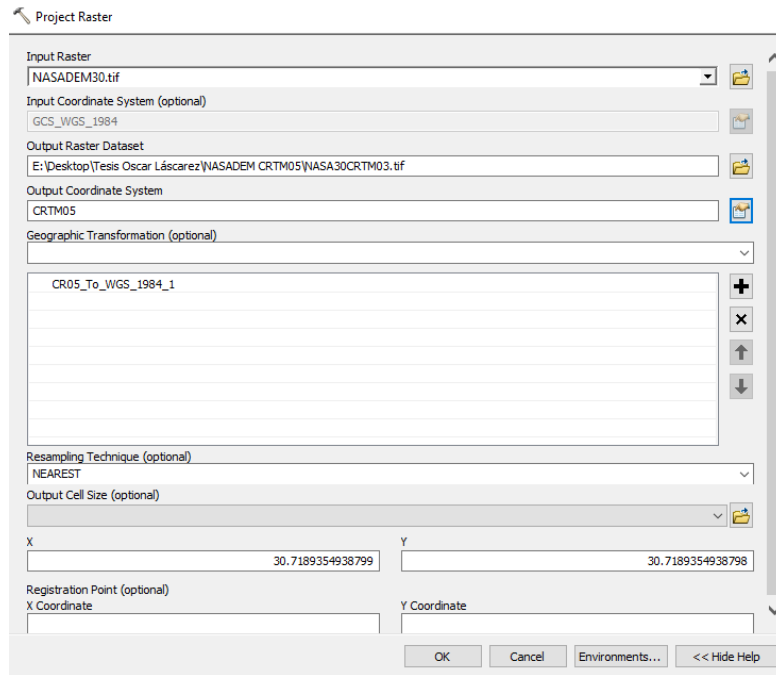 Project Raster
Input Raster
NASADEM30.tif
Input Coordinate System (optional)
GCS_WGS_1984
Output Raster Dataset
E:\Desktop\Tesis Oscar Láscarez\NASADEM CRTM05\NASA30CRTM03.tif
Output Coordinate System
CRTM05
Geographic Transformation (optional)
CR05_To_WGS_1984_1
Resampling Technique (optional)
NEAREST
Output Cell Size (optional)
X Y
30.7189354938799 30.7189354938798
Registration Point (optional)
X Coordinate Y Coordinate
OK Cancel Environments... << Hide Help